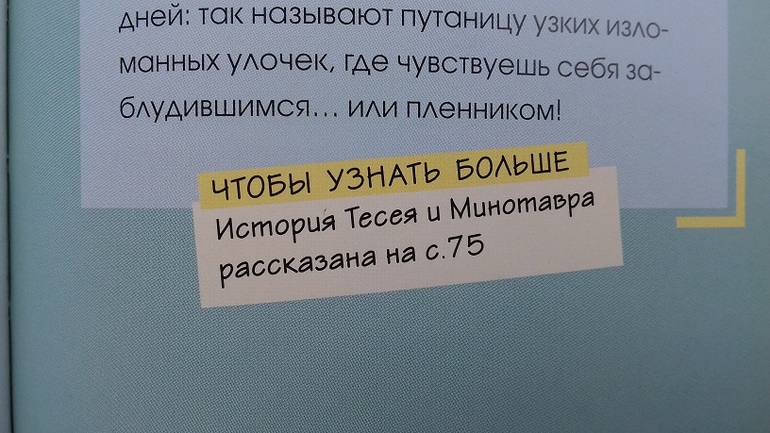 дней: так называют путаницу узких изло-
манных улочек, где чувствуешь себя за-
блудившимся... или пленником!
ЧТОБЫ УЗНАТЬ БОЛЬШЕ
История Тесея и Минотавра
рассказана на с.75